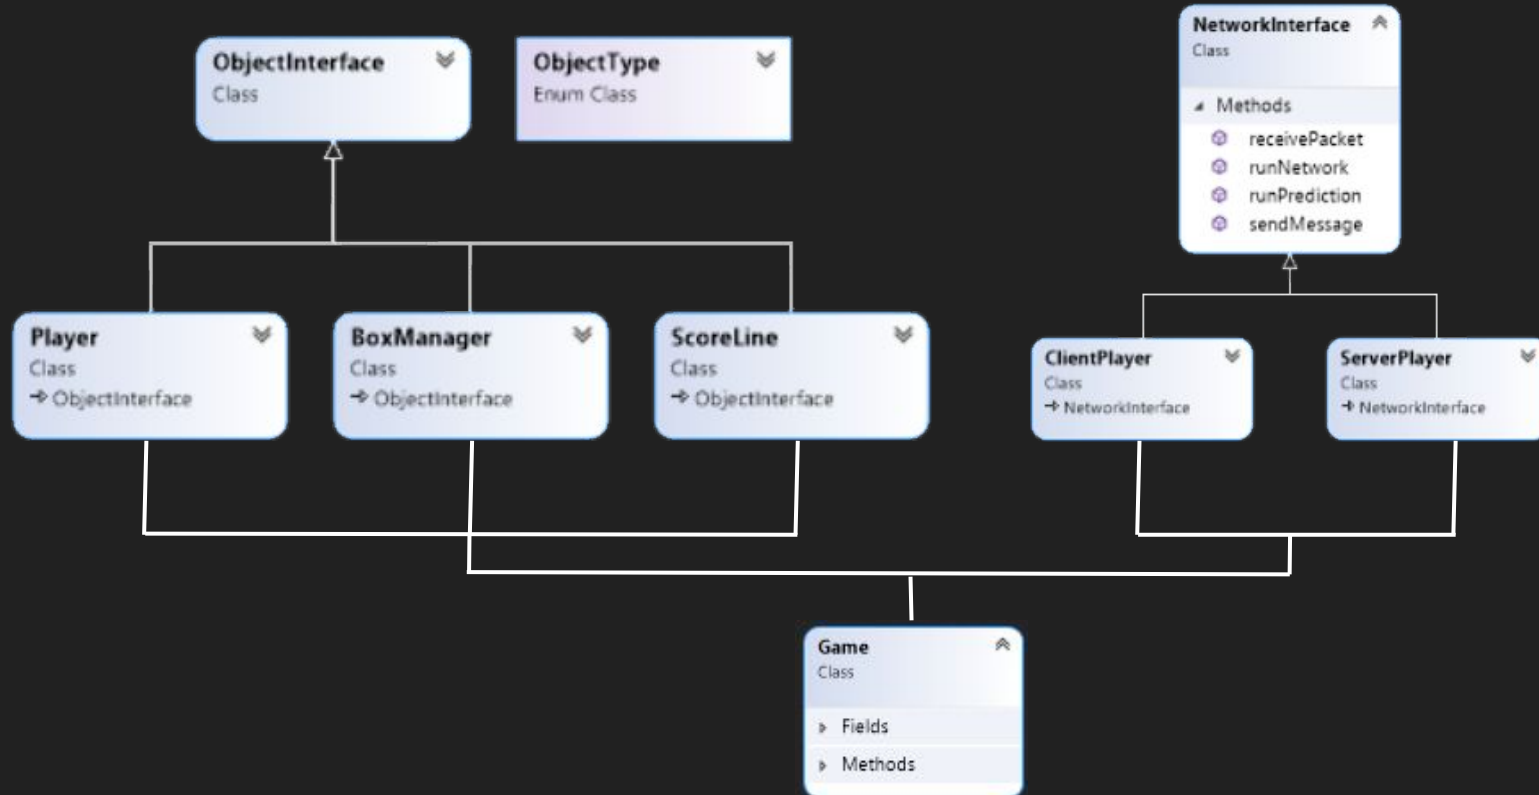 ObjectInterface
Class
ObjectType
Enum Class
NetworkInterface
Class
Methods
receivePacket
runNetwork
runPrediction
sendMessage
Player
Class
ObjectInterface
BoxManager
Class
ObjectInterface
ScoreLine
Class
ObjectInterface
ClientPlayer
Class
NetworkInterface
ServerPlayer
Class
NetworkInterface
Game
Class
Fields
Methods